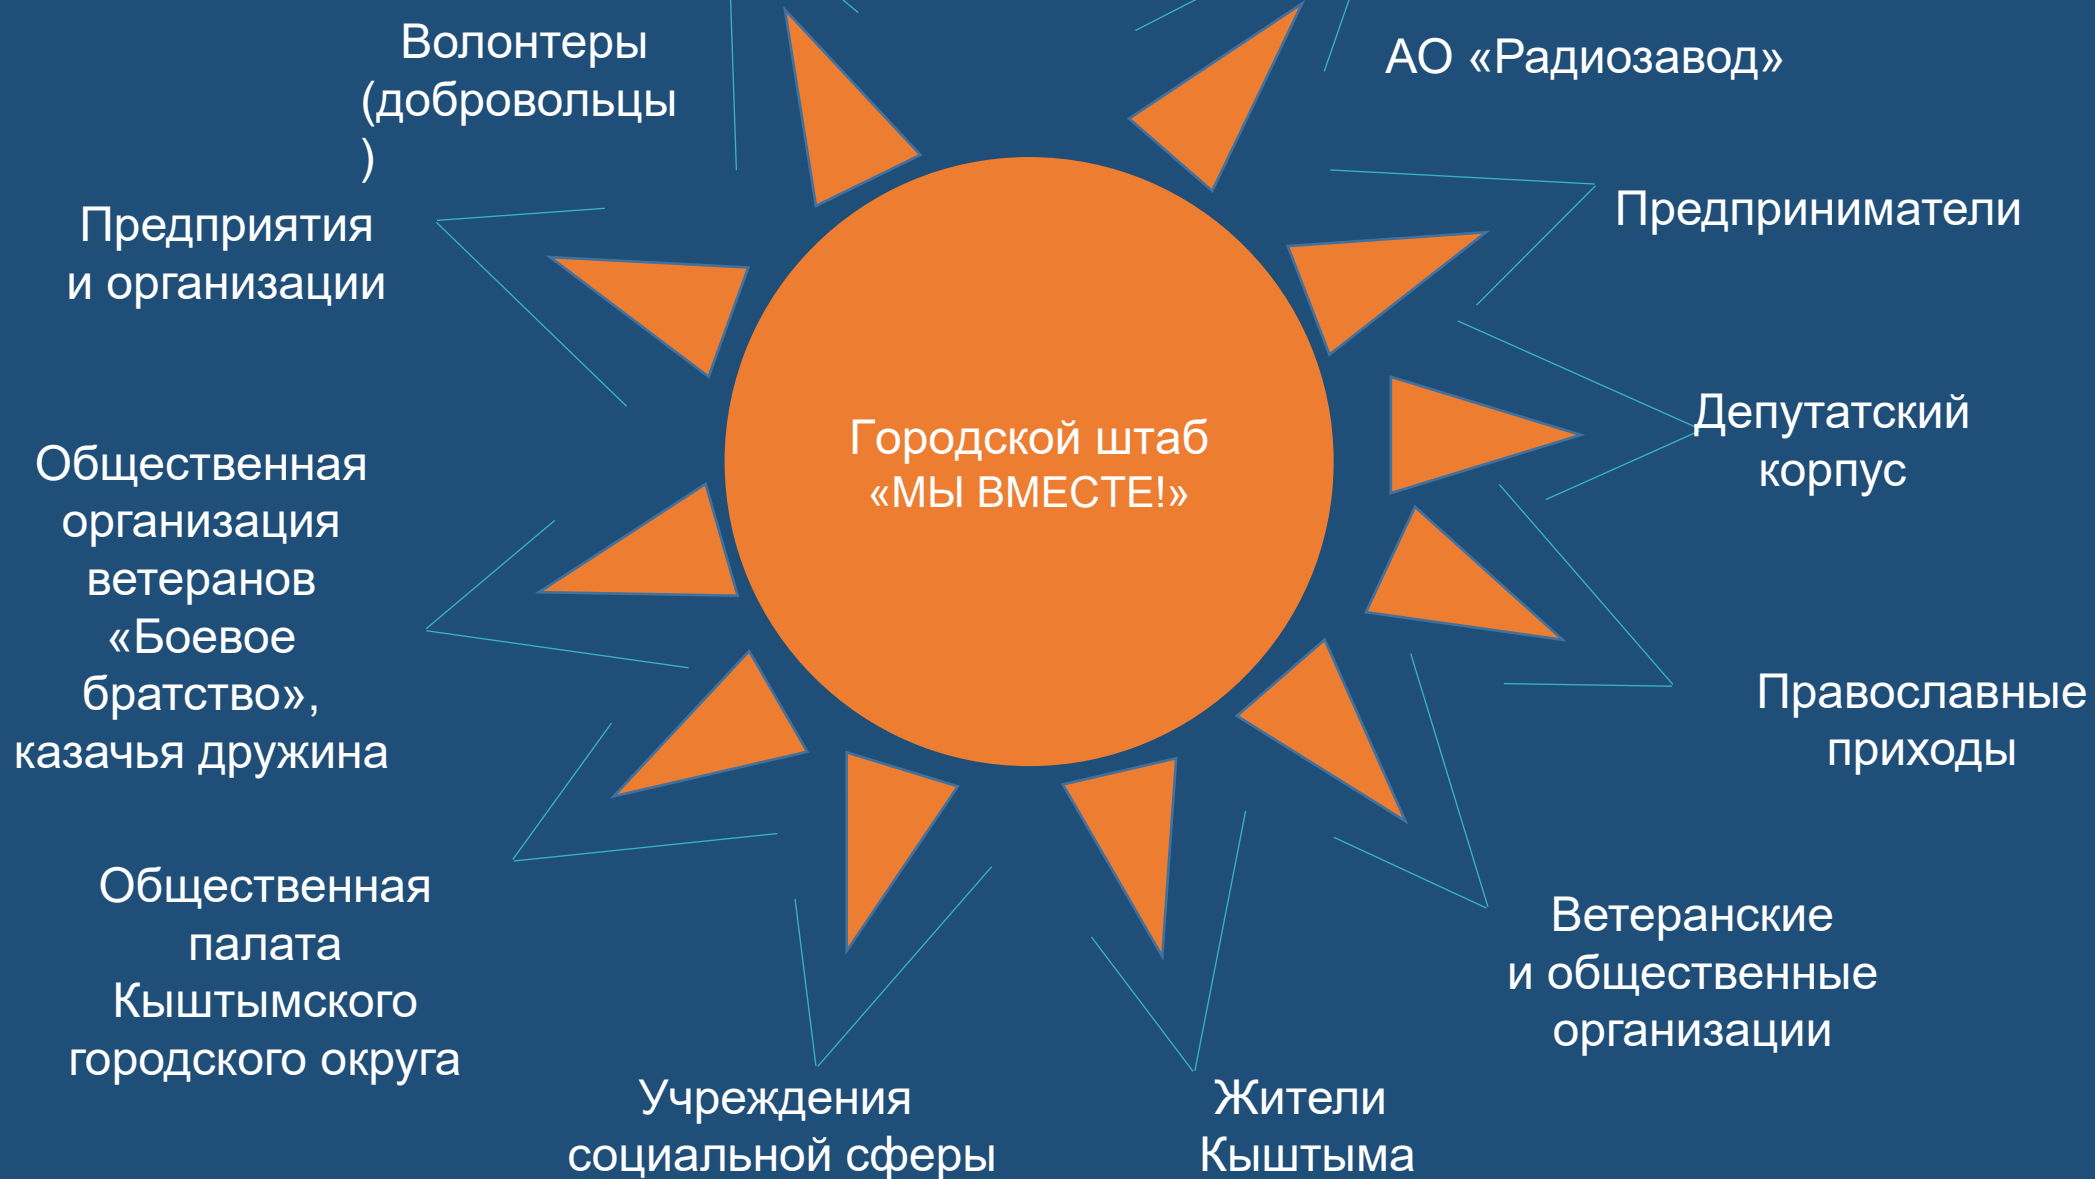 Волонтеры
(добровольцы
)
АО «Радиозавод»
Предприятия
и организации
Предприниматели
Городской штаб
«МЫ ВМЕСТЕ!»
Депутатский
корпус
Общественная
организация
ветеранов
«Боевое
братство»,
казачья дружина
Православные
приходы
Общественная
палата
Кыштымского
городского округа
Ветеранские
и общественные
организации
Учреждения
социальной сферы
Жители
Кыштыма